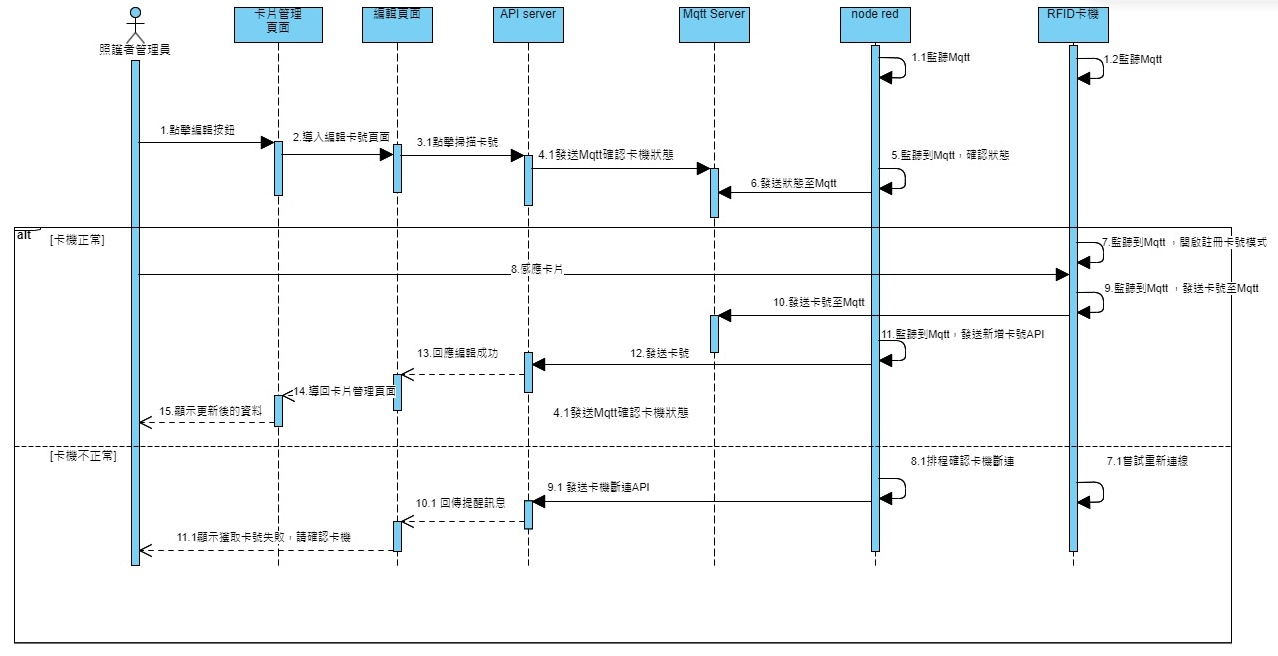 卡片管理
頁面
編輯頁面
API server
Mqtt Server
node red
RFID卡機
照護者管理員
1.1監聽Mqtt
1.2監聽Mqtt
1.點擊編輯按鈕
2.導入編輯卡號頁面
3.1點擊掃描卡號
4.1發送Mqtt確認卡機狀態
5.監聽到Mqtt，確認狀態
6.發送狀態至Mqtt
alt
[卡機正常]
7.監聽到Mqtt ，開啟註冊卡號模式
8.感應卡片
9.監聽到Mqtt ，發送卡號至Mqtt
10.發送卡號至Mqtt
11.監聽到Mqtt，發送新增卡號API
12.發送卡號
13.回應編輯成功
14.導回卡片管理頁面
15.顯示更新後的資料
4.1發送Mqtt確認卡機狀態
[卡機不正常]
8.1排程確認卡機斷連
7.1嘗試重新連線
9.1 發送卡機斷連API
10.1 回傳提醒訊息
11.1顯示獲取卡號失敗，請確認卡機